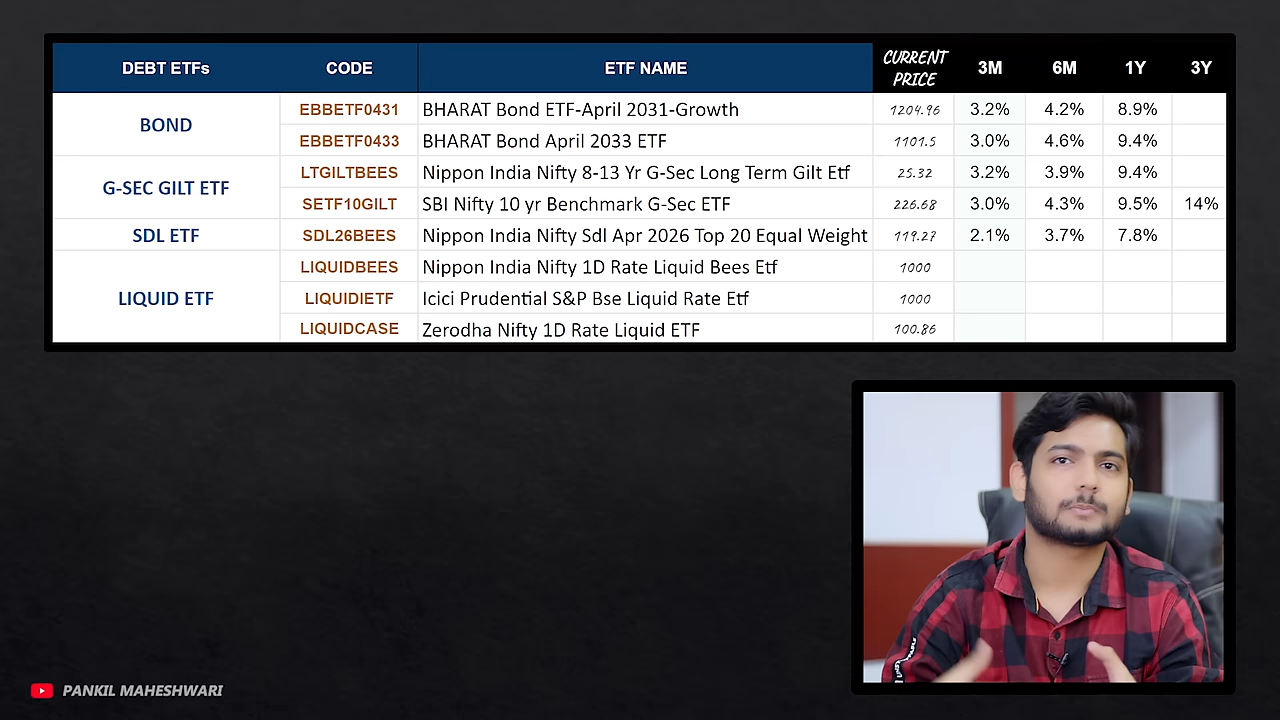 DEBT ETFs CODE ETF NAME CURRENT PRICE 3M 6M 1Y 3Y
BOND
EBBETF0431 BHARAT Bond ETF-April 2031-Growth 1204.96 3.2% 4.2% 8.9%
EBBETF0433 BHARAT Bond April 2033 ETF 1101.5 3.0% 4.6% 9.4%
G-SEC GILT ETF
LTGILTBEES Nippon India Nifty 8-13 Yr G-Sec Long Term Gilt Etf 25.32 3.2% 3.9% 9.4%
SETF10GILT SBI Nifty 10 yr Benchmark G-Sec ETF 226.68 3.0% 4.3% 9.5% 14%
SDL ETF SDL26BEES Nippon India Nifty Sdl Apr 2026 Top 20 Equal Weight 119.27 2.1% 3.7% 7.8%
LIQUID ETF
LIQUIDBEES Nippon India Nifty 1D Rate Liquid Bees Etf 1000
LIQUIDIETF Icici Prudential S&P Bse Liquid Rate Etf 1000
LIQUIDCASE Zerodha Nifty 1D Rate Liquid ETF 100.86
PANKIL MAHESHWARI